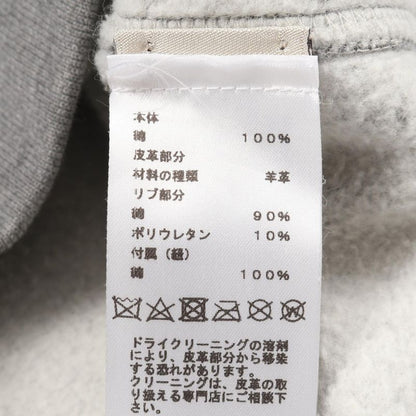 本体
綿 100%
皮革部分
材料の種類 羊革
リブ部分
綿 90%
ポリウレタン 10%
付属（紐）
綿 100%
ドライクリーニングの溶剤
により、皮革部分から移染
する恐れがあります。
クリーニングは、皮革の取
り扱える専門店に